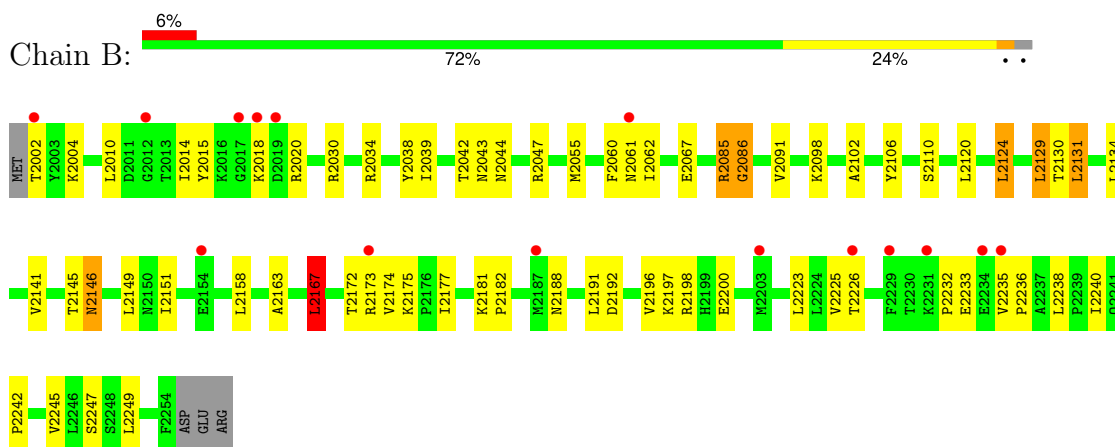 6%
Chain B:
72% 24% • •
MET T2002 Y2003 K2004 L2010 D2011 G2012 T2013 I2014 Y2015 K2016 G2017 K2018 D2019 R2020 R2030 R2034 Y2038 I2039 T2042 N2043 N2044 R2047 M2055 F2060 N2061 I2062 E2067 R2085 G2086 V2091 K2098 A2102 Y2106 S2110 L2120 L2124 L2129 T2130 L2131 L2134
V2141 T2145 N2146 L2149 N2150 I2151 E2154 L2158 A2163 L2167 T2172 R2173 V2174 K2175 P2176 I2177 K2181 P2182 M2187 N2188 L2191 D2192 V2196 K2197 R2198 H2199 E2200 M2203 L2223 L2224 V2225 T2226 F2229 T2230 K2231 P2232 E2233 E2234 V2235 P2236 A2237 L2238 P2239 I2240
P2242 V2245 L2246 S2247 S2248 L2249 F2254 ASP GLU ARG